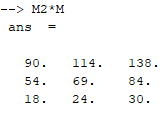 --> M2*M
ans =
90. 114. 138.
54. 69. 84.
18. 24. 30.